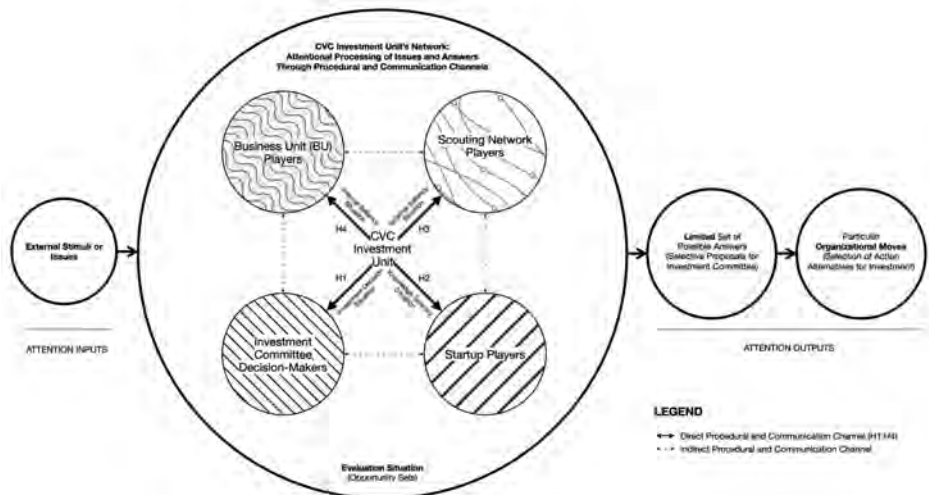 CVC Investment Unit's Network:
Attentional Processing of Issues and Answers
Through Procedural and Communication Channels
Business Unit (BU)
Players
Scouting Network
Players
H4
H3
CVC
Investment
Unit
H1
H2
Investment
Committee
Decision-Makers
Startup Players
Evaluation Situation
(Opportunity Sets)
External Stimuli or
Issues
ATTENTION INPUTS
Limited Set of
Possible Answers
(Selective Proposals for
Investment Committee)
Particular
Organizational Moves
(Selection of Action
Alternatives for Investment)
ATTENTION OUTPUTS
LEGEND
Direct Procedural and Communication Channel (H1-H4)
Indirect Procedural and Communication Channel